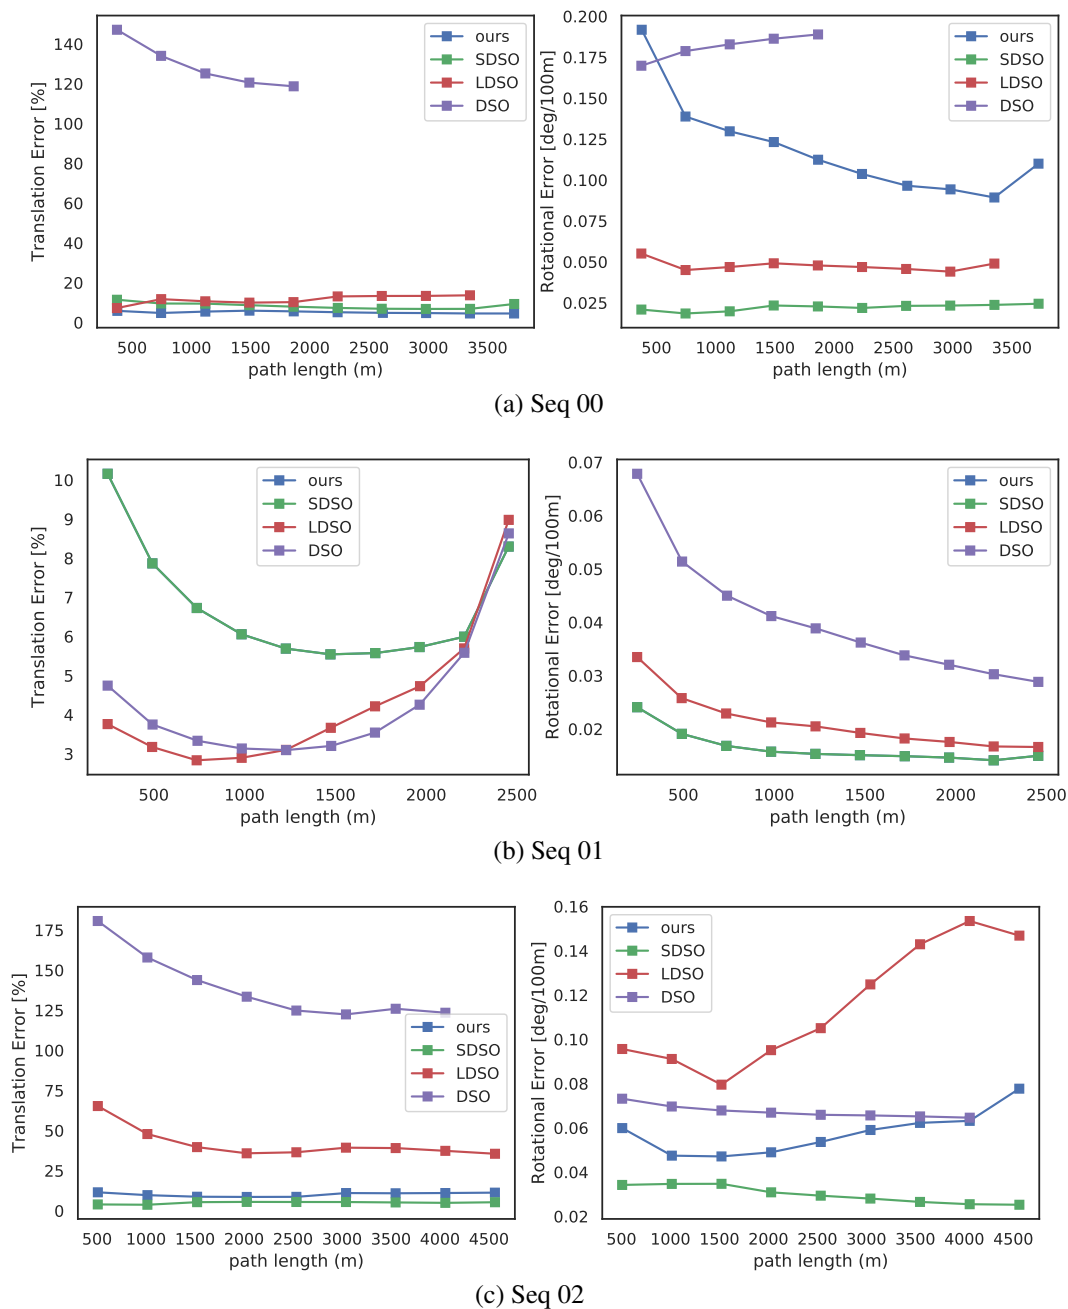 Translation Error [%]
140
120
100
80
60
40
20
0
500 1000 1500 2000 2500 3000 3500
path length (m)
ours
SDSO
LDSO
DSO
Rotational Error [deg/100m]
0.200
0.175
0.150
0.125
0.100
0.075
0.050
0.025
500 1000 1500 2000 2500 3000 3500
path length (m)
ours
SDSO
LDSO
DSO
(a) Seq 00
Translation Error [%]
10
9
8
7
6
5
4
3
500 1000 1500 2000 2500
path length (m)
ours
SDSO
LDSO
DSO
Rotational Error [deg/100m]
0.07
0.06
0.05
0.04
0.03
0.02
500 1000 1500 2000 2500
path length (m)
ours
SDSO
LDSO
DSO
(b) Seq 01
Translation Error [%]
175
150
125
100
75
50
25
0
500 1000 1500 2000 2500 3000 3500 4000 4500
path length (m)
ours
SDSO
LDSO
DSO
Rotational Error [deg/100m]
0.16
0.14
0.12
0.10
0.08
0.06
0.04
0.02
500 1000 1500 2000 2500 3000 3500 4000 4500
path length (m)
ours
SDSO
LDSO
DSO
(c) Seq 02